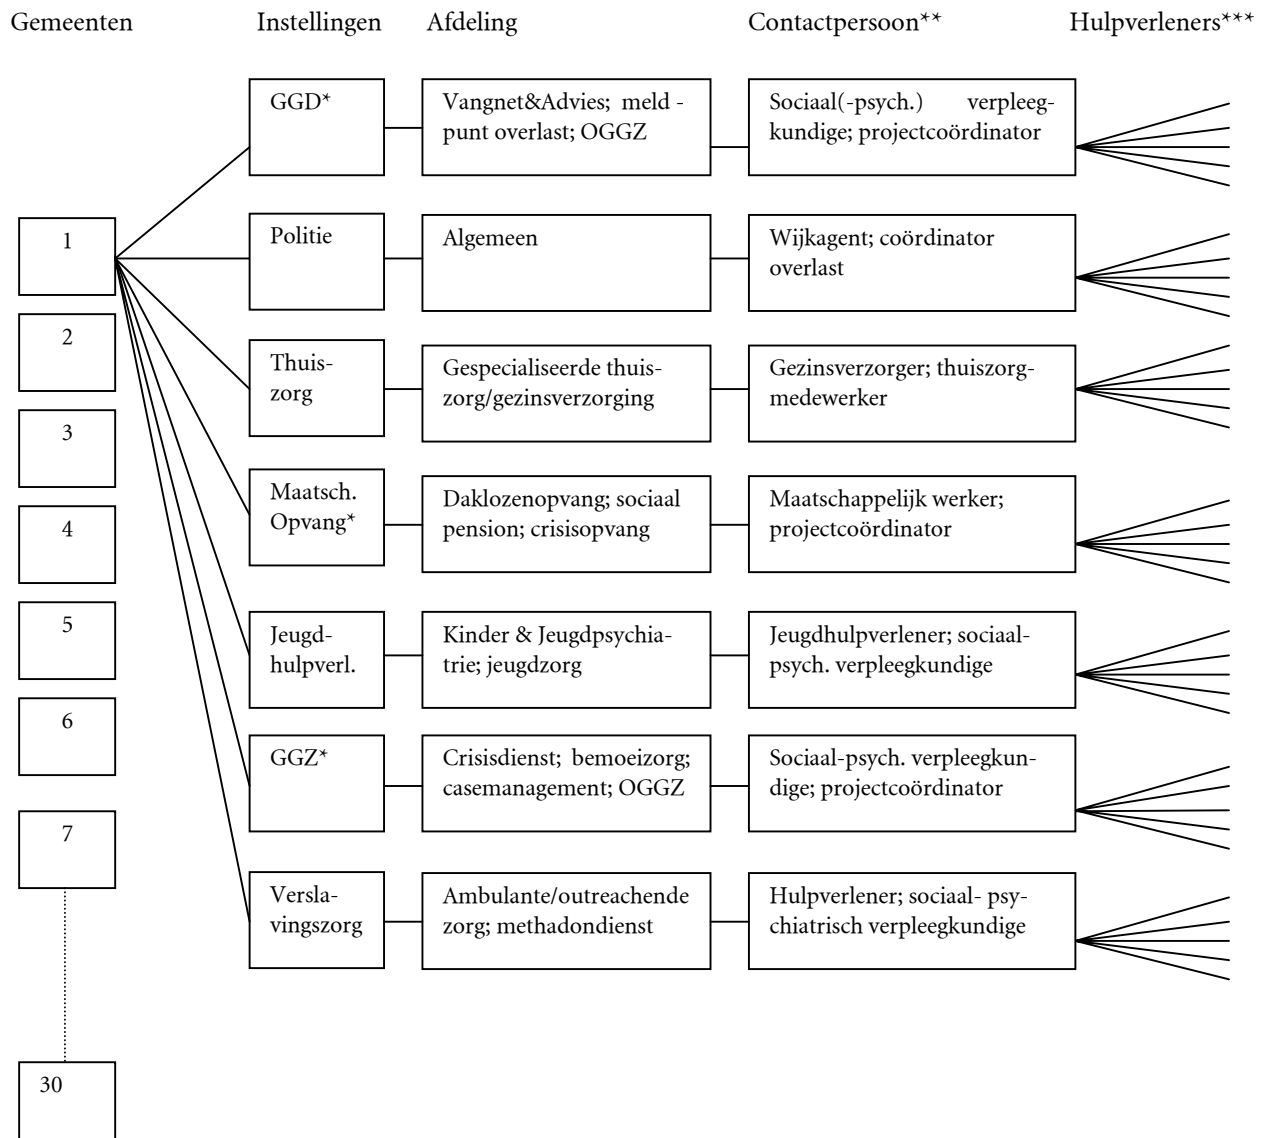 Gemeenten Instellingen Afdeling Contactpersoon** Hulpverleners***
GGD*
Vangnet&Advies; meld -
punt overlast; OGGZ
Sociaal(-psych.) verpleeg-
kundige; projectcoördinator
1
Politie
Algemeen
Wijkagent; coördinator
overlast
2
Thuis-
zorg
Gespecialiseerde thuis-
zorg/gezinsverzorging
Gezinsverzorger; thuiszorg-
medewerker
3
Maatsch.
Opvang*
Daklozenopvang; sociaal
pension; crisisopvang
Maatschappelijk werker;
projectcoördinator
4
5
Jeugd-
hulpverl.
Kinder & Jeugdpsychia-
trie; jeugdzorg
Jeugdhulpverlener; sociaal-
psych. verpleegkundige
6
GGZ*
Crisisdienst; bemoeizorg;
casemanagement; OGGZ
Sociaal-psych. verpleegkun-
dige; projectcoördinator
7
Versla-
vingszorg
Ambulante/outreachende
zorg; methadondienst
Hulpverlener; sociaal- psy-
chiatrisch verpleegkundige
30